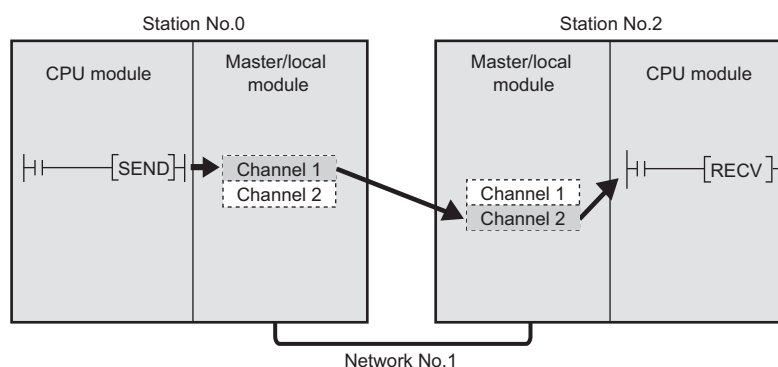 Station No.0
Station No.2
CPU module
Master/local
module
Master/local
module
CPU module
SEND
Channel 1
Channel 2
Channel 1
Channel 2
RECV
Network No.1